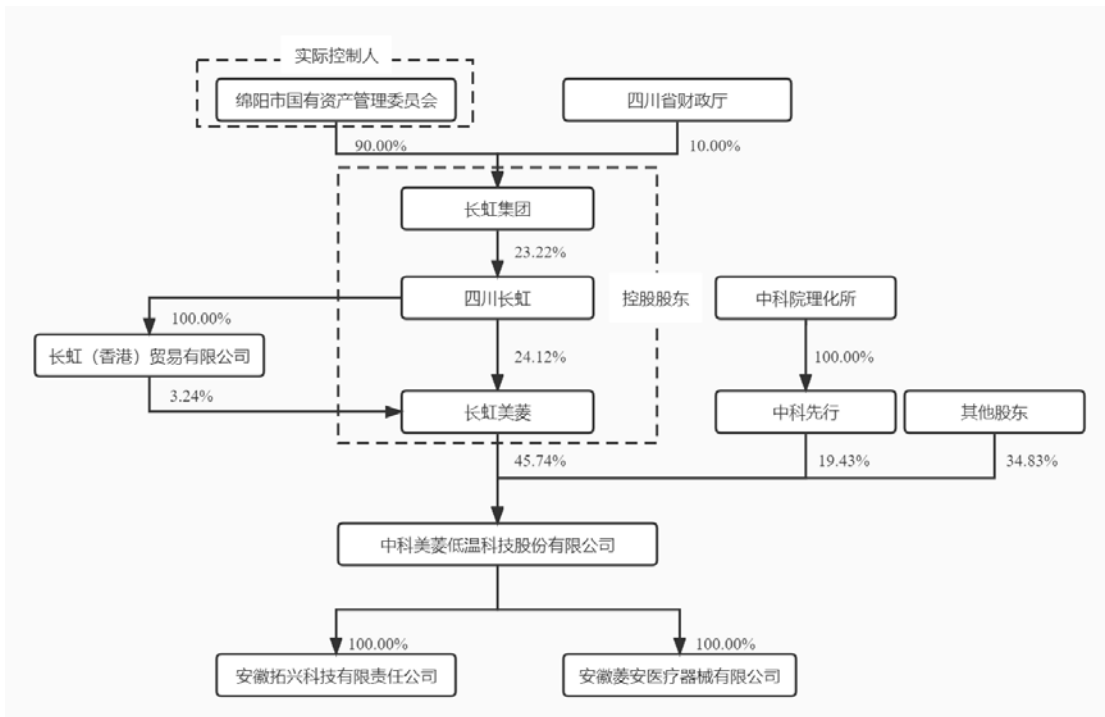 实际控制人
绵阳市国有资产管理委员会
四川省财政厅
90.00%
10.00%
长虹集团
23.22%
四川长虹
控股股东
中科院理化所
100.00%
长虹（香港）贸易有限公司
24.12%
100.00%
3.24%
长虹美菱
中科先行
其他股东
45.74%
19.43%
34.83%
中科美菱低温科技股份有限公司
100.00%
100.00%
安徽拓兴科技有限责任公司
安徽菱安医疗器械有限公司